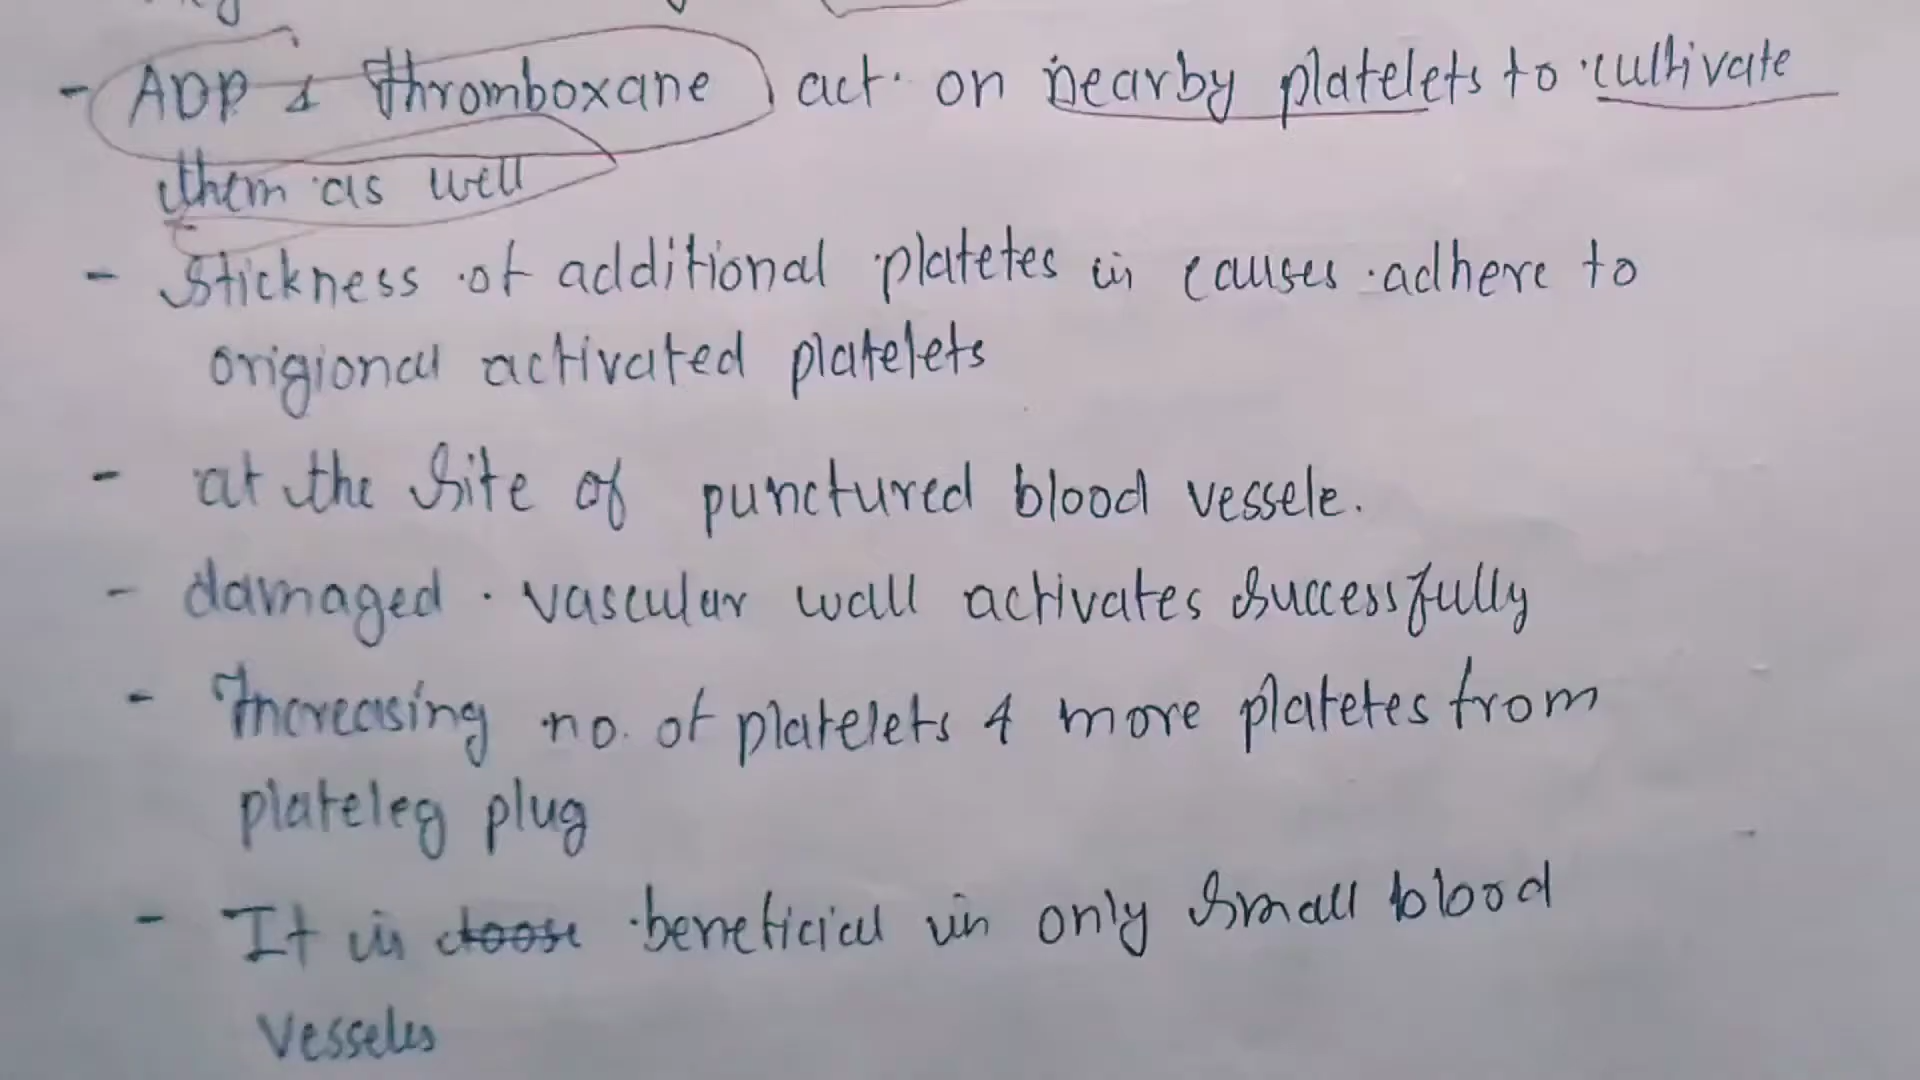 - ADP & thromboxane act on nearby platelets to cultivate
them as well
- Stickness of additional platetes is causes adhere to
origional activated platelets
- at the site of punctured blood vessele.
- damaged vascular wall activates successfully
- Increasing no. of platelets & more platetes from
plateleg plug
- It is beneficial in only small blood
vesseles